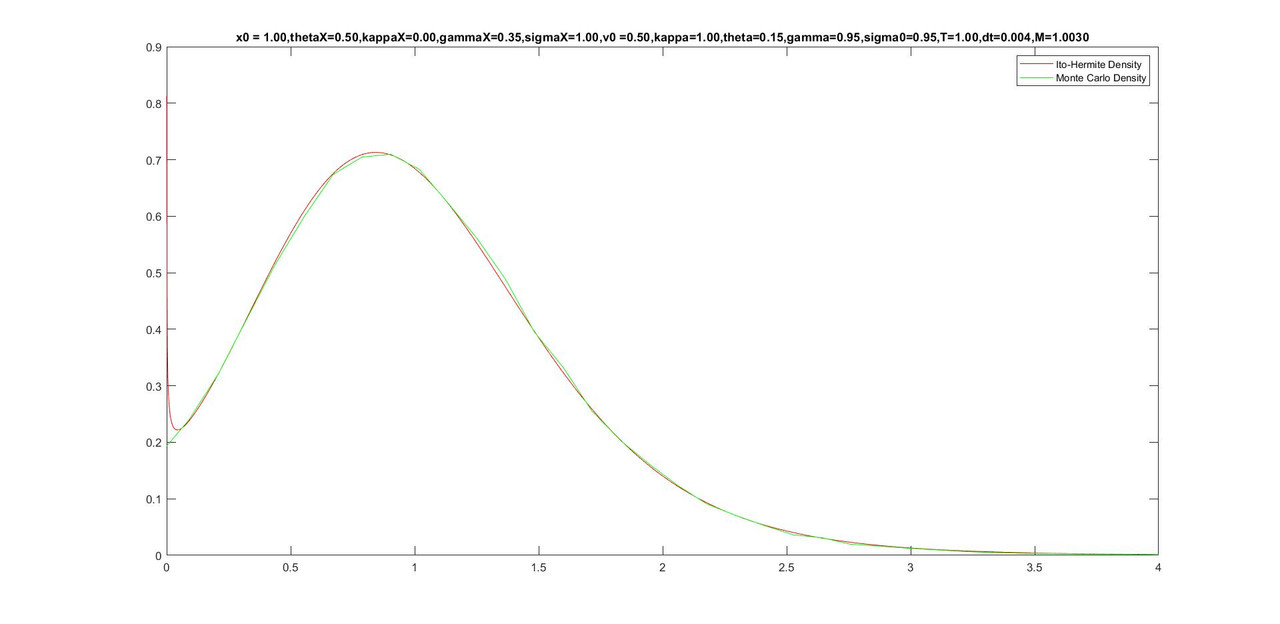 x0 = 1.00,thetaX=0.50,kappaX=0.00,gammaX=0.35,sigmaX=1.00,v0 =0.50,kappa=1.00,theta=0.15,gamma=0.95,sigma0=0.95,T=1.00,dt=0.004,M=1.0030
Ito-Hermite Density
Monte Carlo Density
0.9
0.8
0.7
0.6
0.5
0.4
0.3
0.2
0.1
0
0 0.5 1 1.5 2 2.5 3 3.5 4